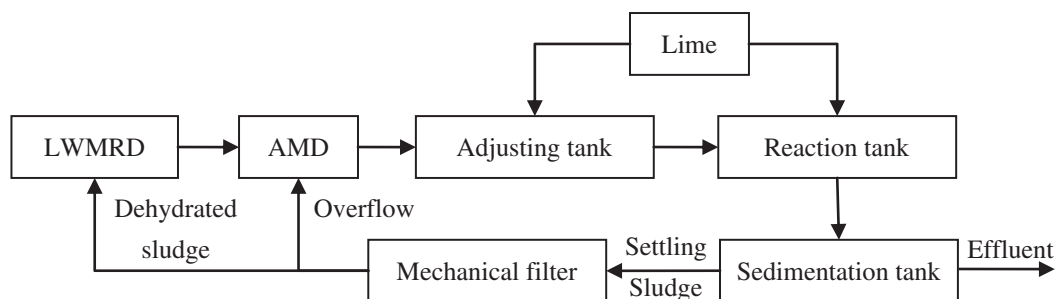 Lime
LWMRD
AMD
Adjusting tank
Reaction tank
Dehydrated
sludge
Overflow
Mechanical filter
Settling
Sludge
Sedimentation tank
Effluent